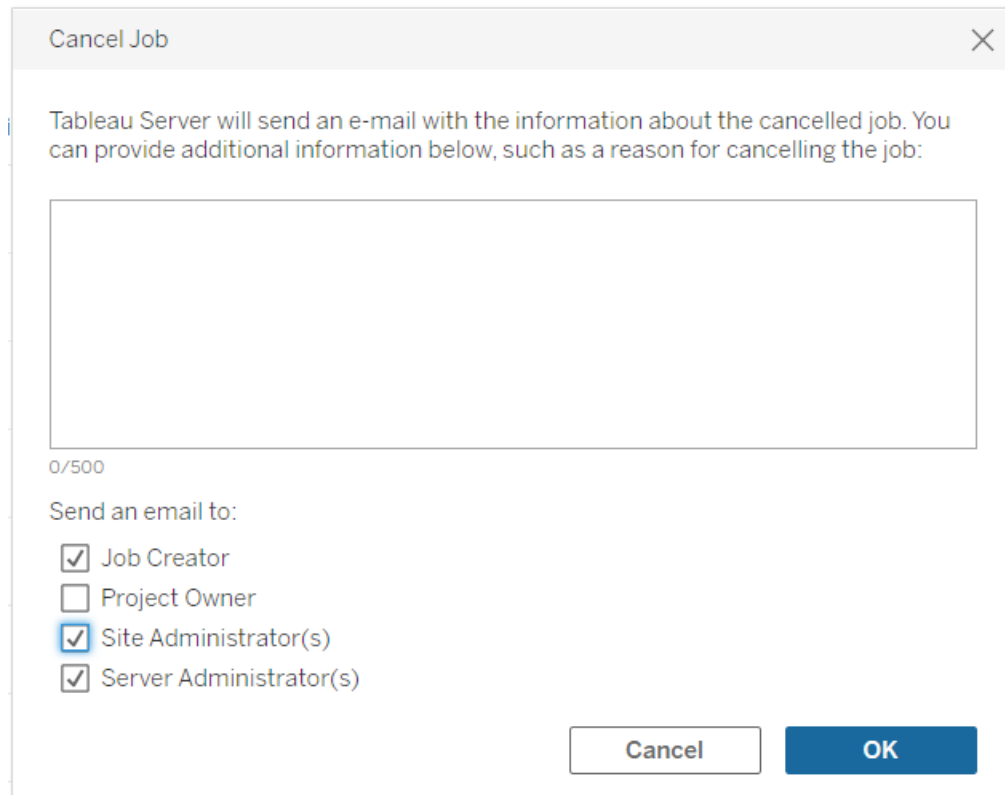 Cancel Job
Tableau Server will send an e-mail with the information about the cancelled job. You
can provide additional information below, such as a reason for cancelling the job:
0/500
Send an email to:
Job Creator
Project Owner
Site Administrator(s)
Server Administrator(s)
Cancel
OK